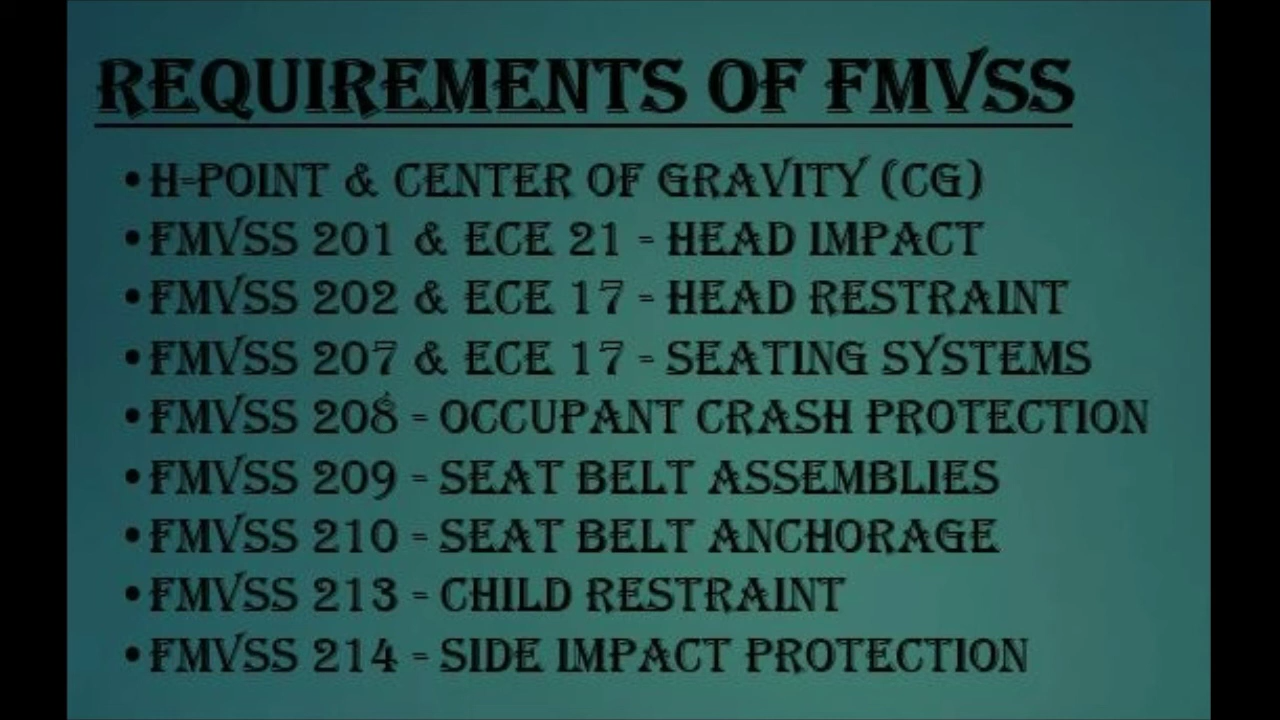 REQUIREMENTS OF FMVSS
• H-POINT & CENTER OF GRAVITY (CG)
• FMVSS 201 & ECE 21 - HEAD IMPACT
• FMVSS 202 & ECE 17 - HEAD RESTRAINT
• FMVSS 207 & ECE 17 - SEATING SYSTEMS
• FMVSS 208 - OCCUPANT CRASH PROTECTION
• FMVSS 209 - SEAT BELT ASSEMBLIES
• FMVSS 210 - SEAT BELT ANCHORAGE
• FMVSS 213 - CHILD RESTRAINT
• FMVSS 214 - SIDE IMPACT PROTECTION